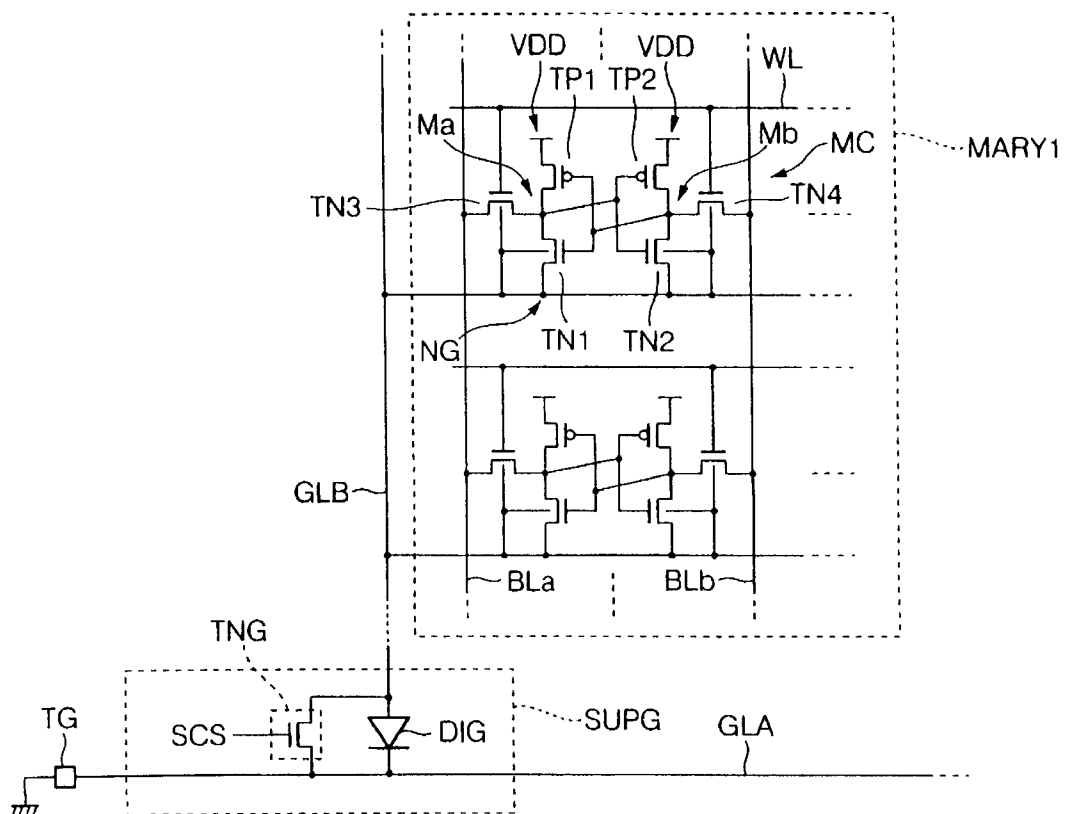 VDD
VDD
WL
TP1
TP2
Ma
Mb
MC
MARY1
TN3
TN4
TN1
TN2
NG
GLB
BLa
BLb
TNG
SUPG
TG
SCS
DIG
GLA